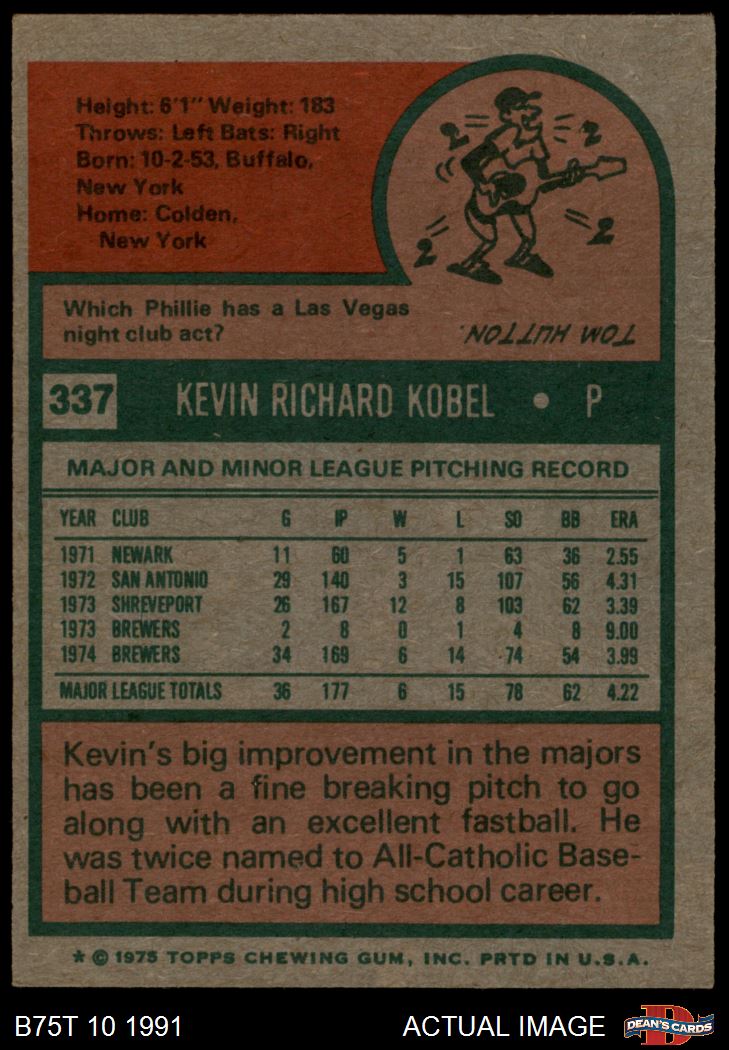 Height: 6'1" Weight: 183
Throws: Left Bats: Right
Born: 10-2-53, Buffalo,
New York
Home: Colden,
New York
2 2
2 2
Which Phillie has a Las Vegas
night club act?
TOM HUTTON.
337 KEVIN RICHARD KOBEL • P
MAJOR AND MINOR LEAGUE PITCHING RECORD
YEAR CLUB G IP W L SO BB ERA
1971 NEWARK 11 60 5 1 63 36 2.55
1972 SAN ANTONIO 29 140 3 15 107 56 4.31
1973 SHREVEPORT 26 167 12 8 103 62 3.39
1973 BREWERS 2 8 0 1 4 8 9.00
1974 BREWERS 34 169 6 14 74 54 3.99
MAJOR LEAGUE TOTALS 36 177 6 15 78 62 4.22
Kevin's big improvement in the majors
has been a fine breaking pitch to go
along with an excellent fastball. He
was twice named to All-Catholic Base-
ball Team during high school career.
* © 1975 TOPPS CHEWING GUM, INC. PRTD IN U.S.A.
B75T 10 1991 ACTUAL IMAGE DEAN'S CARDS